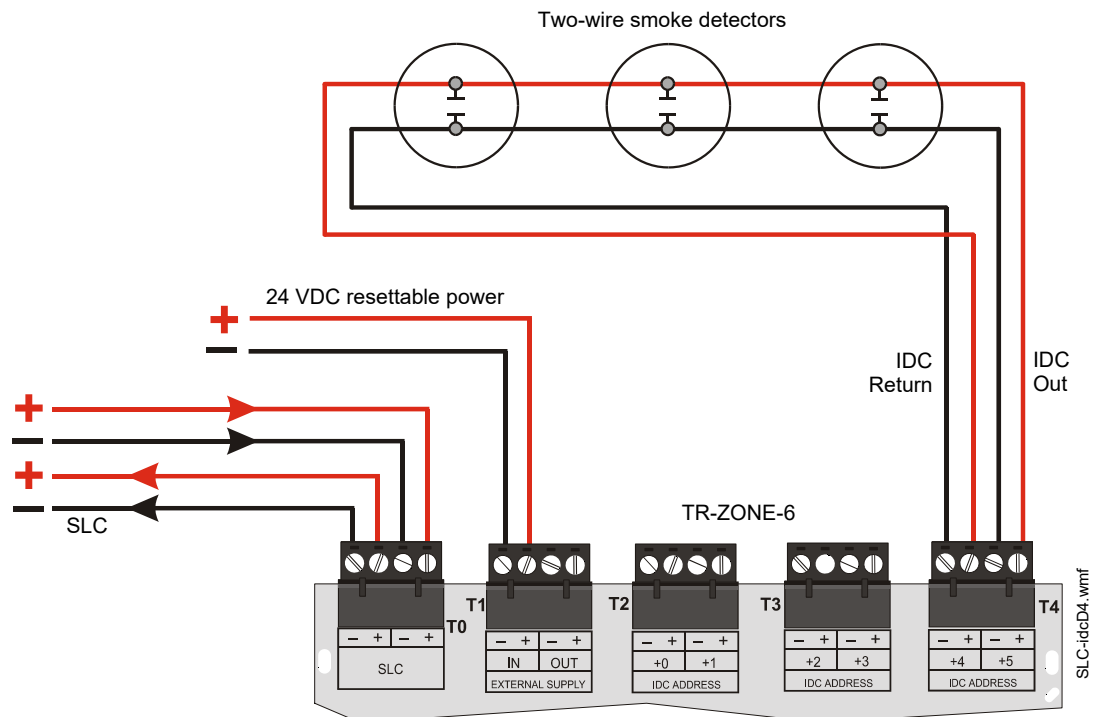 Two-wire smoke detectors
24 VDC resettable power
+
−
IDC
Return
IDC
Out
+
−
+
−
SLC
TR-ZONE-6
T0
T1
T2
T3
T4
− + − +
SLC
− + − +
IN OUT
EXTERNAL SUPPLY
− + − +
+0 +1
IDC ADDRESS
− + − +
+2 +3
IDC ADDRESS
− + − +
+4 +5
IDC ADDRESS
SLC-idcD4.wmf